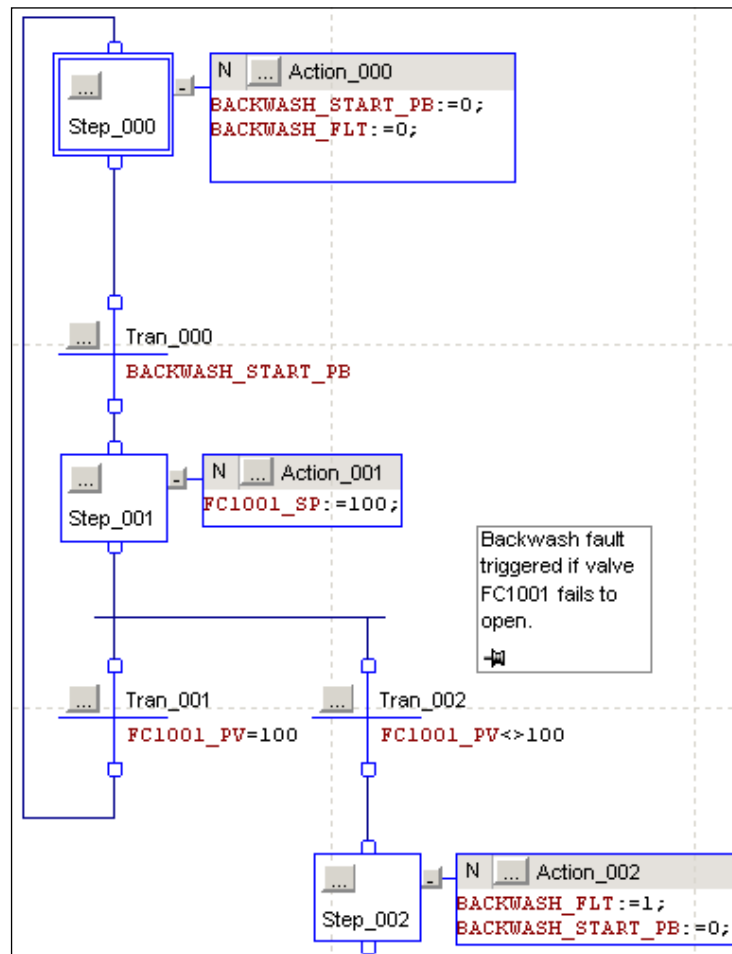 N ... Action_000
...
BACKWASH_START_PB:=0;
Step_000
BACKWASH_FLT:=0;
... Tran_000
BACKWASH_START_PB
...
N ... Action_001
FC1001_SP:=100;
Step_001
Backwash fault
triggered if valve
FC1001 fails to
open.
... Tran_001
FC1001_PV=100
... Tran_002
FC1001_PV<>100
...
N ... Action_002
BACKWASH_FLT:=1;
Step_002
BACKWASH_START_PB:=0;